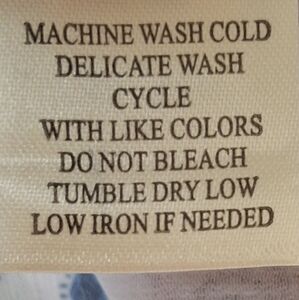 MACHINE WASH COLD
DELICATE WASH
CYCLE
WITH LIKE COLORS
DO NOT BLEACH
TUMBLE DRY LOW
LOW IRON IF NEEDED